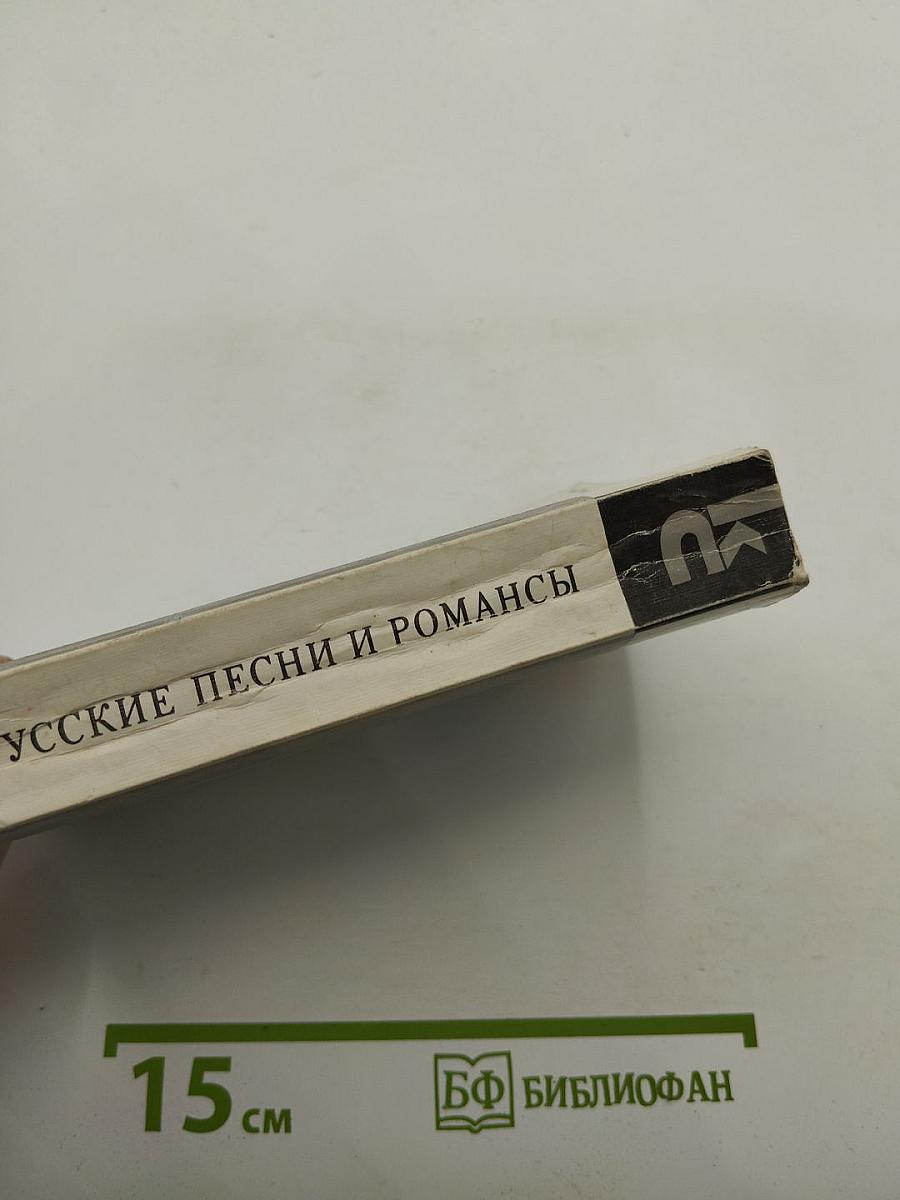 УССКИЕ ПЕСНИ И РОМАНСЫ
15 см
БФ БИБЛИОФАН